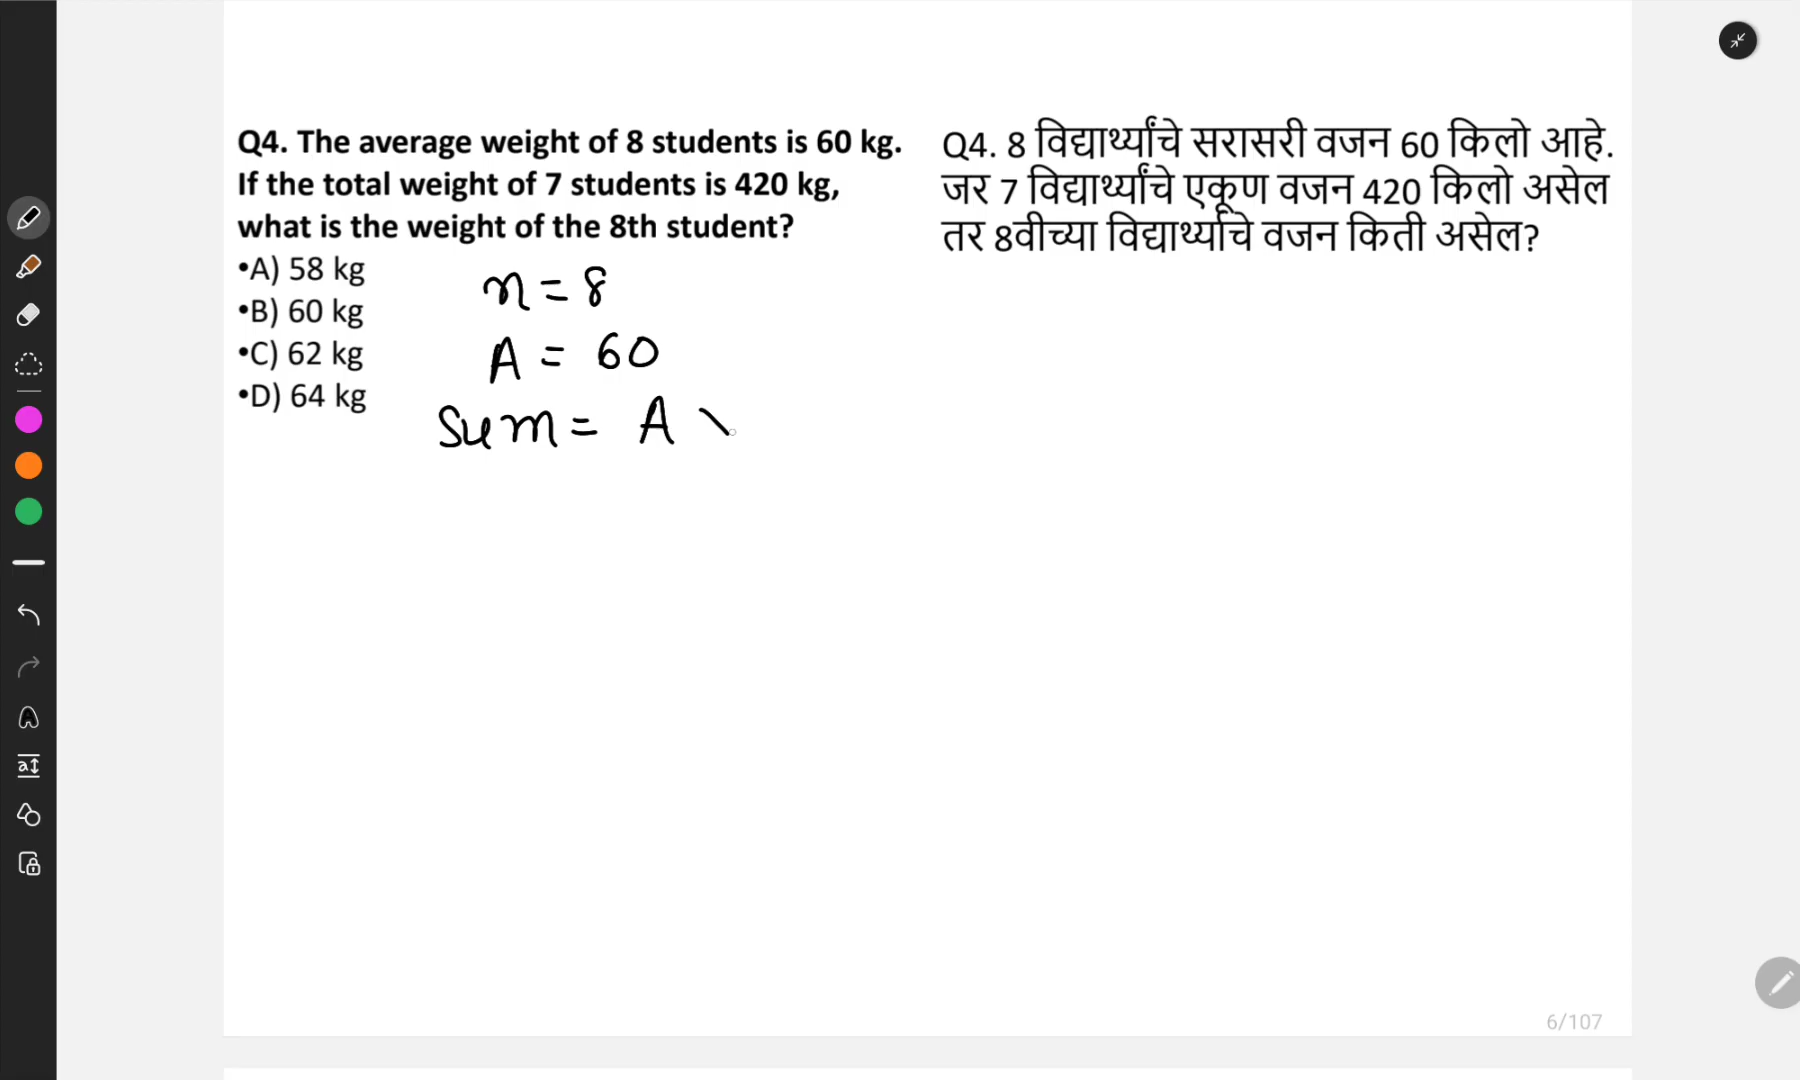 Q4. The average weight of 8 students is 60 kg.
If the total weight of 7 students is 420 kg,
what is the weight of the 8th student?
•A) 58 kg
•B) 60 kg
•C) 62 kg
•D) 64 kg
n = 8
A = 60
Sum = A
Q4. 8 विद्यार्थ्यांचे सरासरी वजन 60 किलो आहे.
जर 7 विद्यार्थ्यांचे एकूण वजन 420 किलो असेल
तर 8वीच्या विद्यार्थ्याचे वजन किती असेल?
6/107